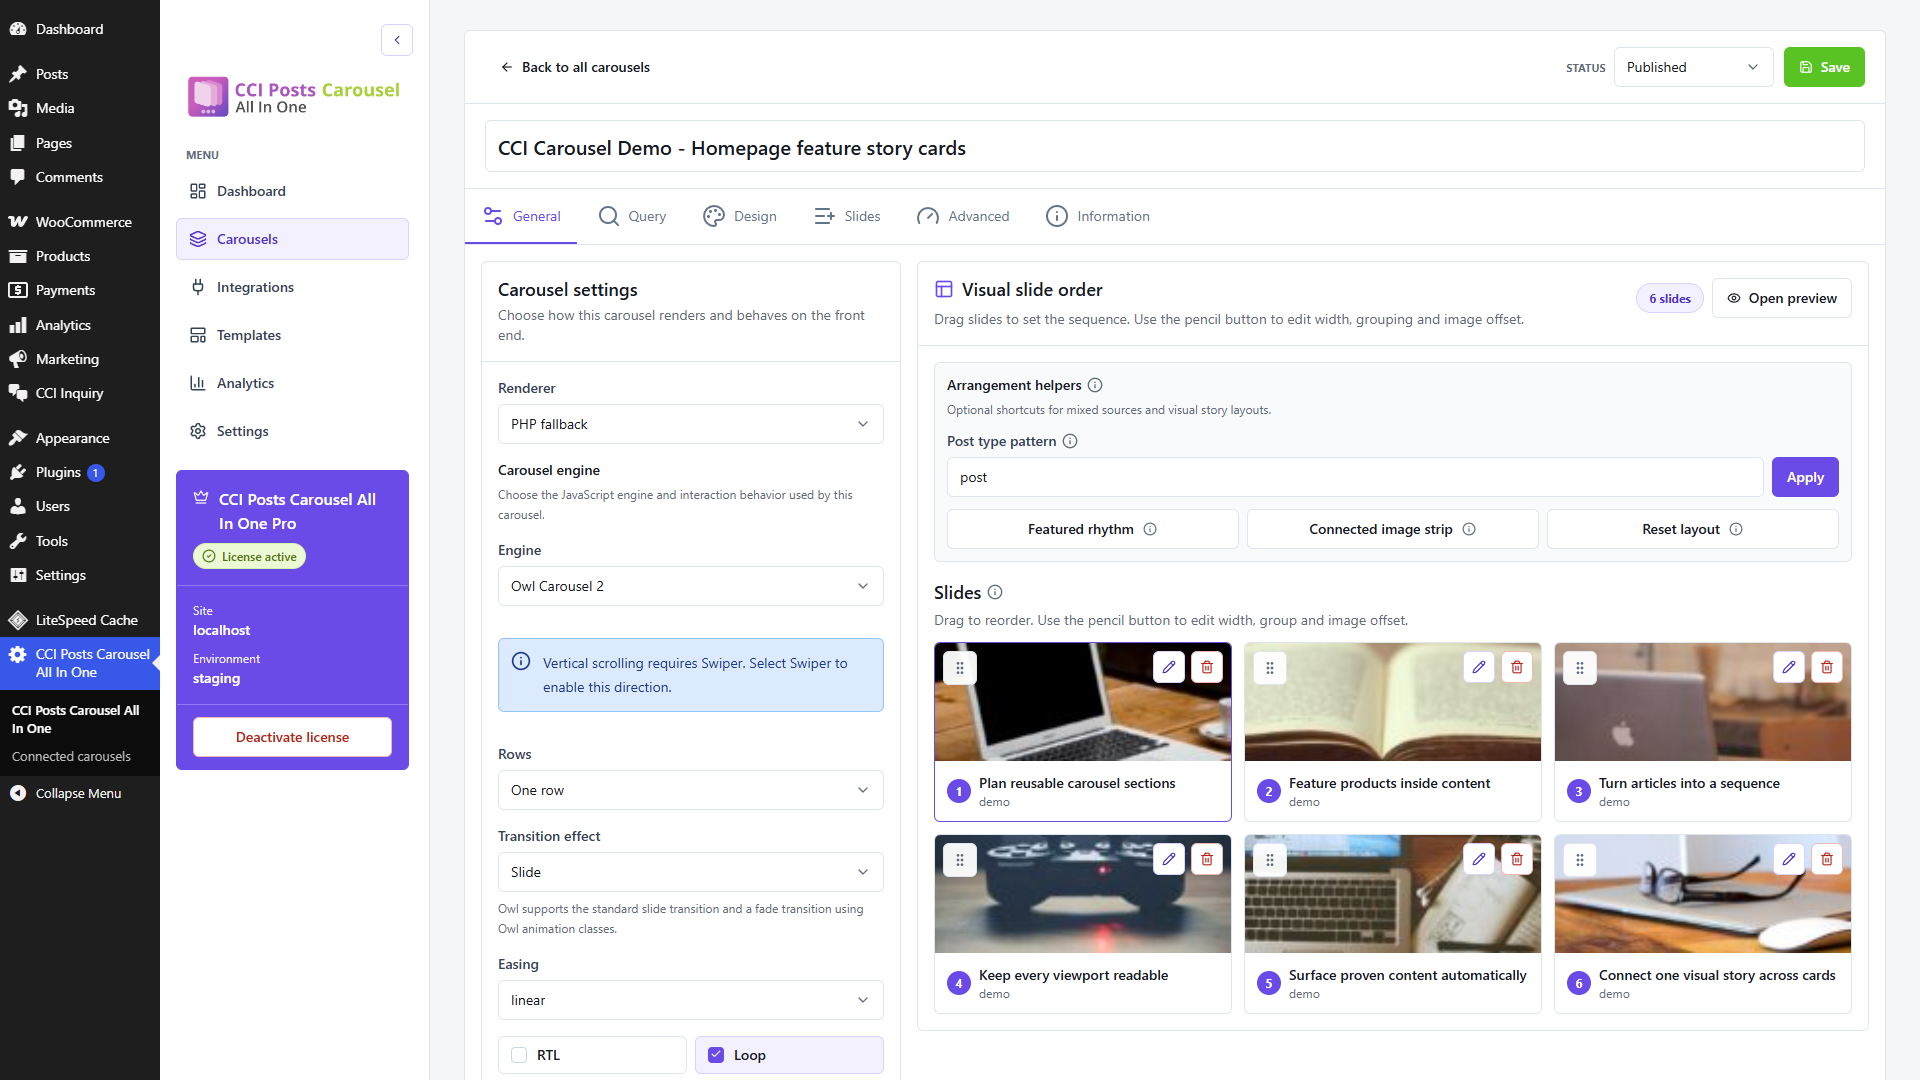 Dashboard
Posts
Media
Pages
Comments
WooCommerce
Products
Payments
Analytics
Marketing
CCI Inquiry
Appearance
Plugins 1
Users
Tools
Settings
LiteSpeed Cache
CCI Posts Carousel
All In One
CCI Posts Carousel All
In One
Connected carousels
Collapse Menu
CCI Posts Carousel
All In One
MENU
Dashboard
Carousels
Integrations
Templates
Analytics
Settings
CCI Posts Carousel All
In One Pro
License active
Site
localhost
Environment
staging
Deactivate license
Back to all carousels
STATUS
Published
Save
CCI Carousel Demo - Homepage feature story cards
General
Query
Design
Slides
Advanced
Information
Carousel settings
Choose how this carousel renders and behaves on the front
end.
Renderer
PHP fallback
Carousel engine
Choose the JavaScript engine and interaction behavior used by this
carousel.
Engine
Owl Carousel 2
Vertical scrolling requires Swiper. Select Swiper to
enable this direction.
Rows
One row
Transition effect
Slide
Owl supports the standard slide transition and a fade transition using
Owl animation classes.
Easing
linear
RTL
Loop
Visual slide order
Drag slides to set the sequence. Use the pencil button to edit width, grouping and image offset.
6 slides
Open preview
Arrangement helpers
Optional shortcuts for mixed sources and visual story layouts.
Post type pattern
post
Apply
Featured rhythm
Connected image strip
Reset layout
Slides
Drag to reorder. Use the pencil button to edit width, group and image offset.
1 Plan reusable carousel sections
demo
2 Feature products inside content
demo
3 Turn articles into a sequence
demo
4 Keep every viewport readable
demo
5 Surface proven content automatically
demo
6 Connect one visual story across cards
demo